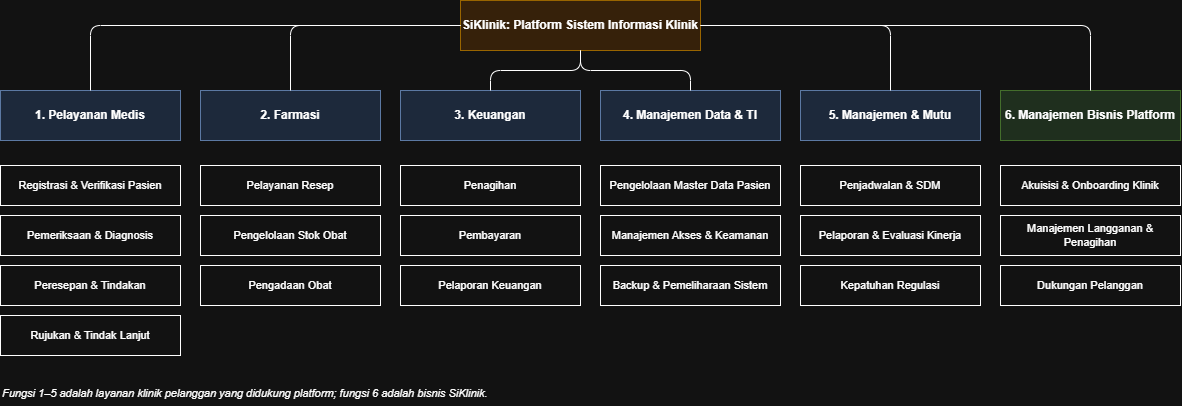 SiKlinik: Platform Sistem Informasi Klinik
1. Pelayanan Medis
2. Farmasi
3. Keuangan
4. Manajemen Data & TI
5. Manajemen & Mutu
6. Manajemen Bisnis Platform
Registrasi & Verifikasi Pasien
Pelayanan Resep
Penagihan
Pengelolaan Master Data Pasien
Penjadwalan & SDM
Akuisisi & Onboarding Klinik
Pemeriksaan & Diagnosis
Pengelolaan Stok Obat
Pembayaran
Manajemen Akses & Keamanan
Pelaporan & Evaluasi Kinerja
Manajemen Langganan &
Penagihan
Peresepan & Tindakan
Pengadaan Obat
Pelaporan Keuangan
Backup & Pemeliharaan Sistem
Kepatuhan Regulasi
Dukungan Pelanggan
Rujukan & Tindak Lanjut
Fungsi 1–5 adalah layanan klinik pelanggan yang didukung platform; fungsi 6 adalah bisnis SiKlinik.